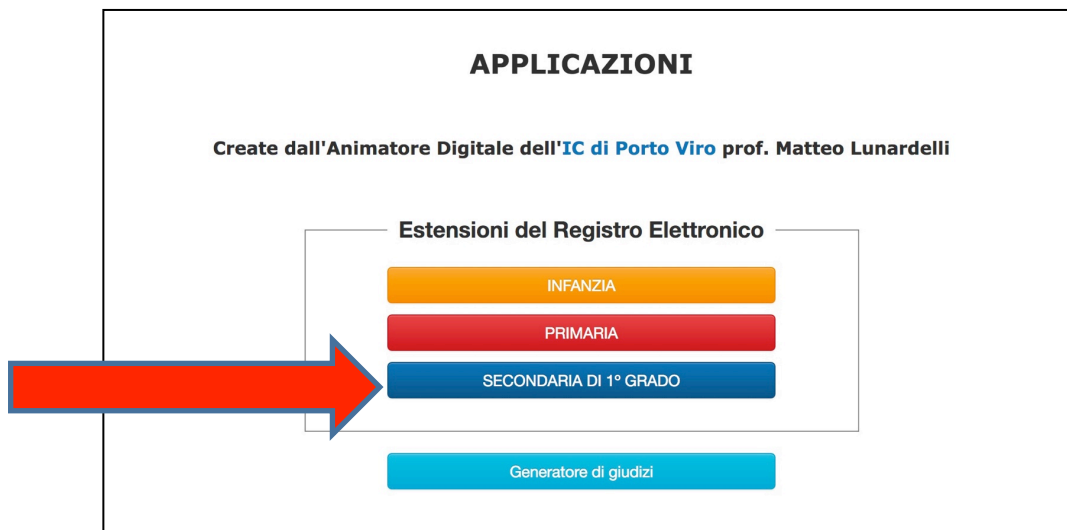 APPLICAZIONI
Create dall'Animatore Digitale dell'IC di Porto Viro prof. Matteo Lunardelli
Estensioni del Registro Elettronico
INFANZIA
PRIMARIA
SECONDARIA DI 1º GRADO
Generatore di giudizi